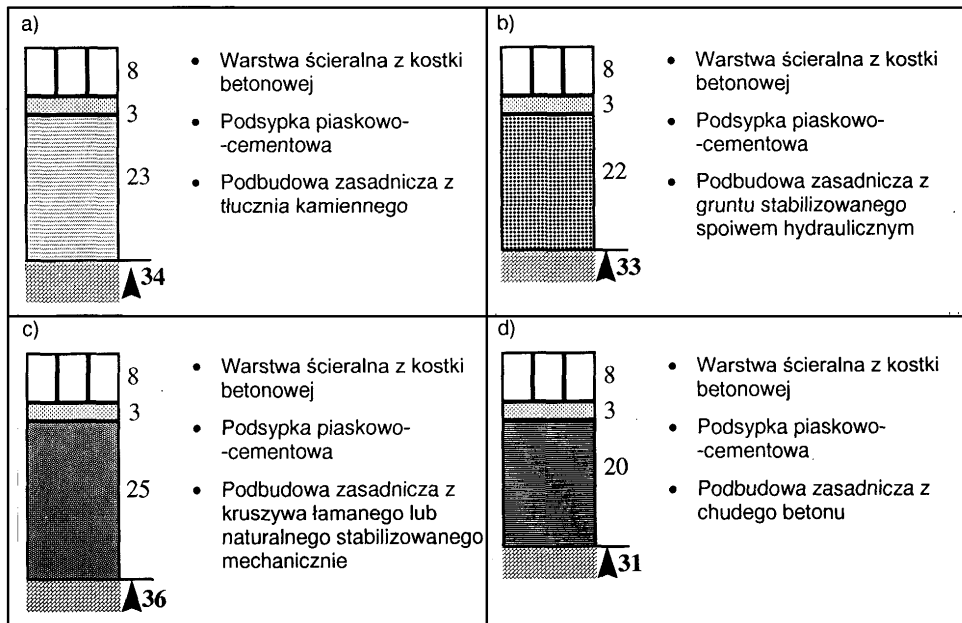 a)
8
3
23
34
• Warstwa ścieralna z kostki
betonowej
• Podsypka piaskowo-
-cementowa
• Podbudowa zasadnicza z
tłucznia kamiennego
b)
8
3
22
33
• Warstwa ścieralna z kostki
betonowej
• Podsypka piaskowo-
-cementowa
• Podbudowa zasadnicza z
gruntu stabilizowanego
spoiwem hydraulicznym
c)
8
3
25
36
• Warstwa ścieralna z kostki
betonowej
• Podsypka piaskowo-
-cementowa
• Podbudowa zasadnicza z
kruszywa łamanego lub
naturalnego stabilizowanego
mechanicznie
d)
8
3
20
31
• Warstwa ścieralna z kostki
betonowej
• Podsypka piaskowo-
-cementowa
• Podbudowa zasadnicza z
chudego betonu